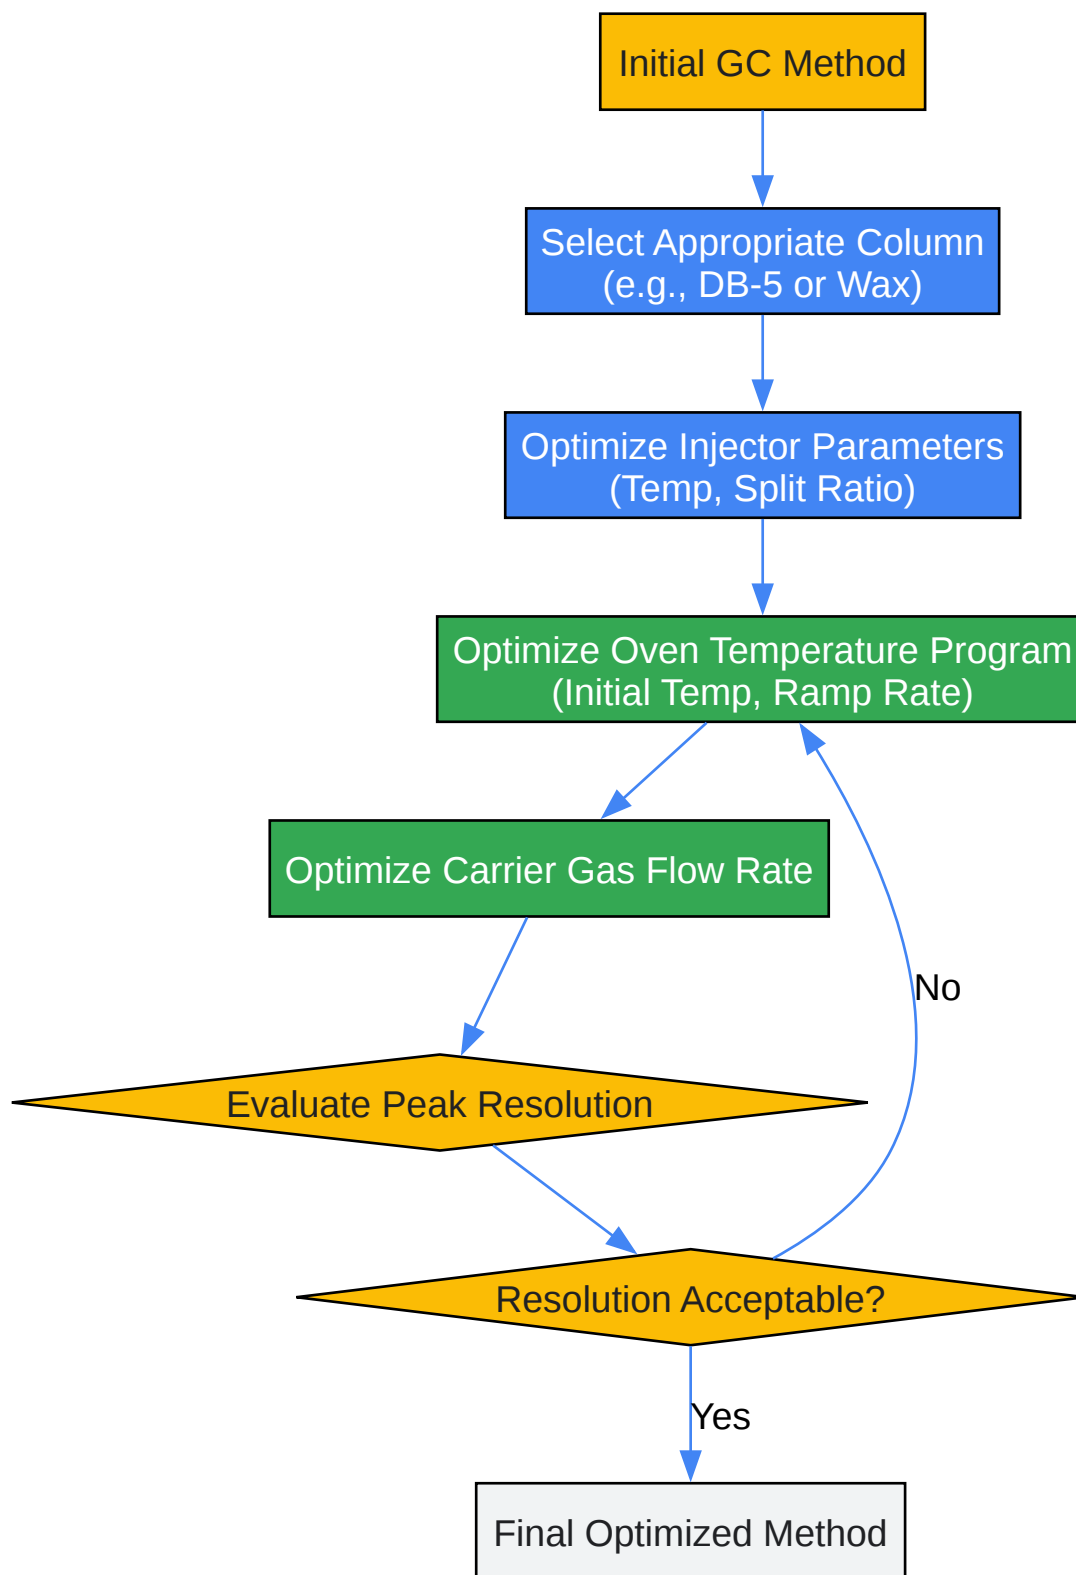 Initial GC Method
Select Appropriate Column
(e.g., DB-5 or Wax)
Optimize Injector Parameters
(Temp, Split Ratio)
Optimize Oven Temperature Program
(Initial Temp, Ramp Rate)
Optimize Carrier Gas Flow Rate
No
Evaluate Peak Resolution
Resolution Acceptable?
Yes
Final Optimized Method